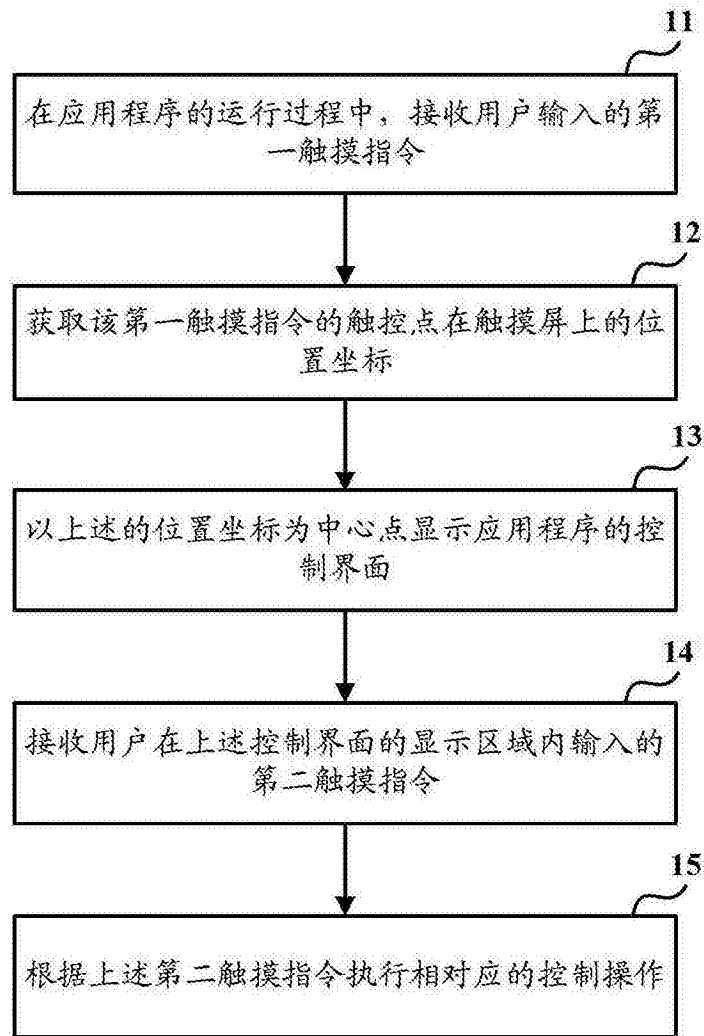 11
在应用程序的运行过程中，接收用户输入的第
一触摸指令
12
获取该第一触摸指令的触控点在触摸屏上的位
置坐标
13
以上述的位置坐标为中心点显示应用程序的控
制界面
14
接收用户在上述控制界面的显示区域内输入的
第二触摸指令
15
根据上述第二触摸指令执行相对应的控制操作